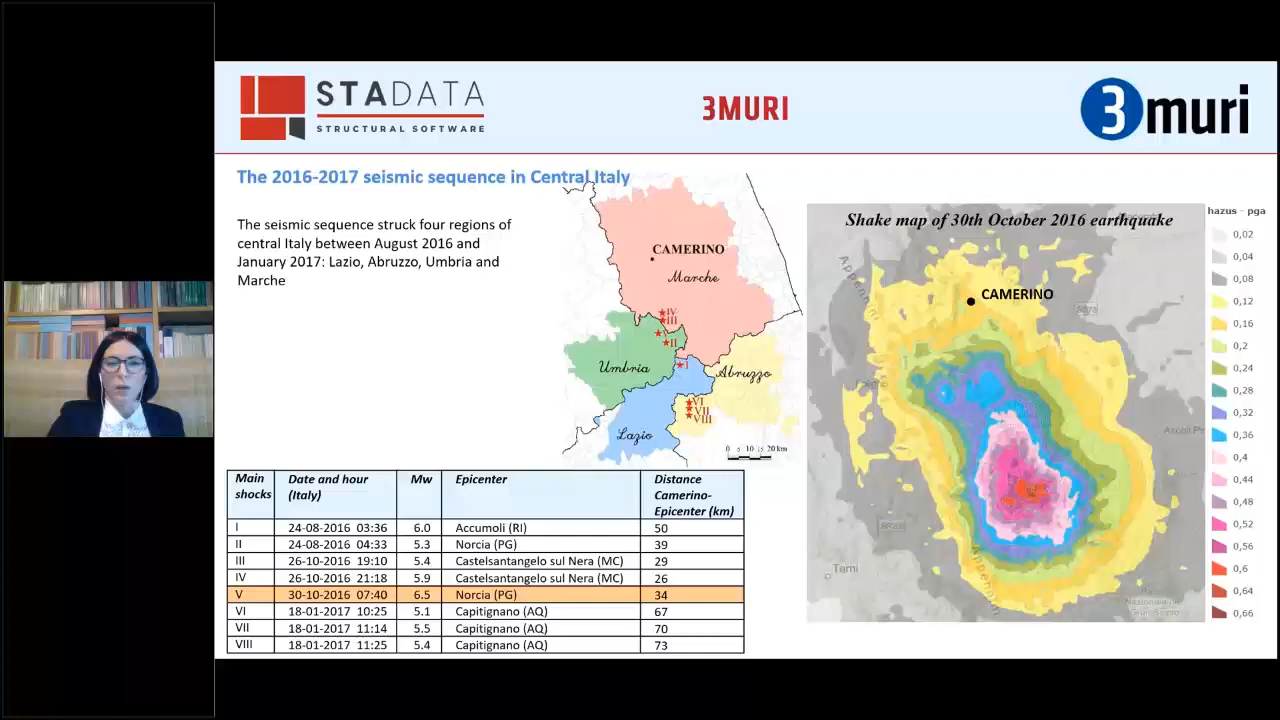 STADATA
STRUCTURAL SOFTWARE
3MURI
3muri
The 2016-2017 seismic sequence in Central Italy
The seismic sequence struck four regions of
central Italy between August 2016 and
January 2017: Lazio, Abruzzo, Umbria and
Marche
CAMERINO
Marche
IV
III
V
II
I
Umbria
Abruzzo
VI
VII
VIII
Lazio
0 5 10 15 20 km
Shake map of 30th October 2016 earthquake
CAMERINO
Appennini
Terni
Appennini
hazus - pga
0,02
0,04
0,08
0,12
0,16
0,2
0,24
0,28
0,32
0,36
0,4
0,44
0,48
0,52
0,56
0,6
0,64
0,66
Main shocks Date and hour (Italy) Mw Epicenter Distance Camerino-Epicenter (km)
I 24-08-2016 03:36 6.0 Accumoli (RI) 50
II 24-08-2016 04:33 5.3 Norcia (PG) 39
III 26-10-2016 19:10 5.4 Castelsantangelo sul Nera (MC) 29
IV 26-10-2016 21:18 5.9 Castelsantangelo sul Nera (MC) 26
V 30-10-2016 07:40 6.5 Norcia (PG) 34
VI 18-01-2017 10:25 5.1 Capitignano (AQ) 67
VII 18-01-2017 11:14 5.5 Capitignano (AQ) 70
VIII 18-01-2017 11:25 5.4 Capitignano (AQ) 73